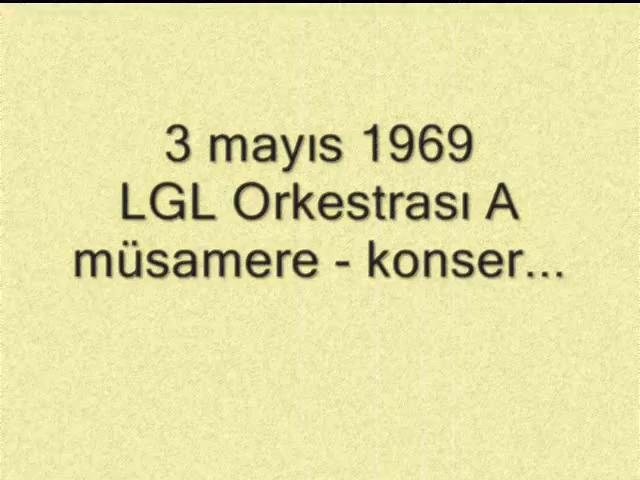 3 mayıs 1969
LGL Orkestrası A
müsamere - konser...